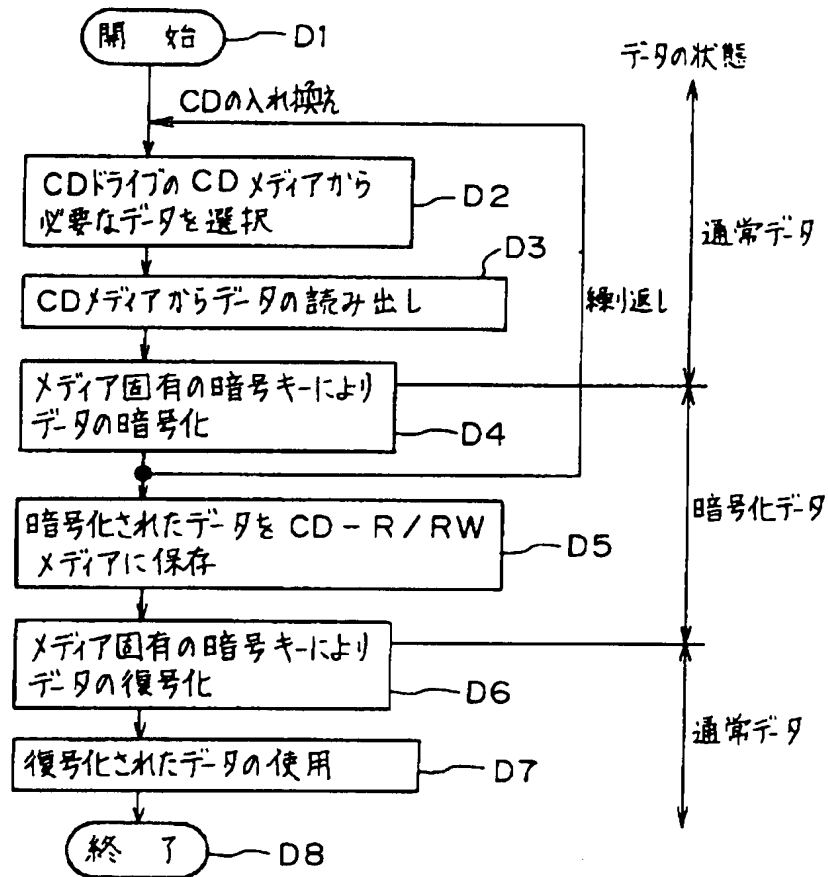 開 始
D1
データの状態
CDの入れ換え
CDドライブの CD メディアから
必要なデータを選択
D2
通常データ
D3
CDメディアからデータの読み出し
繰り返し
メディア固有の暗号キーにより
データの暗号化
D4
暗号化されたデータを CD-R/RW
メディアに保存
D5
暗号化データ
メディア固有の暗号キーにより
データの復号化
D6
通常データ
復号化されたデータの使用
D7
終 了
D8